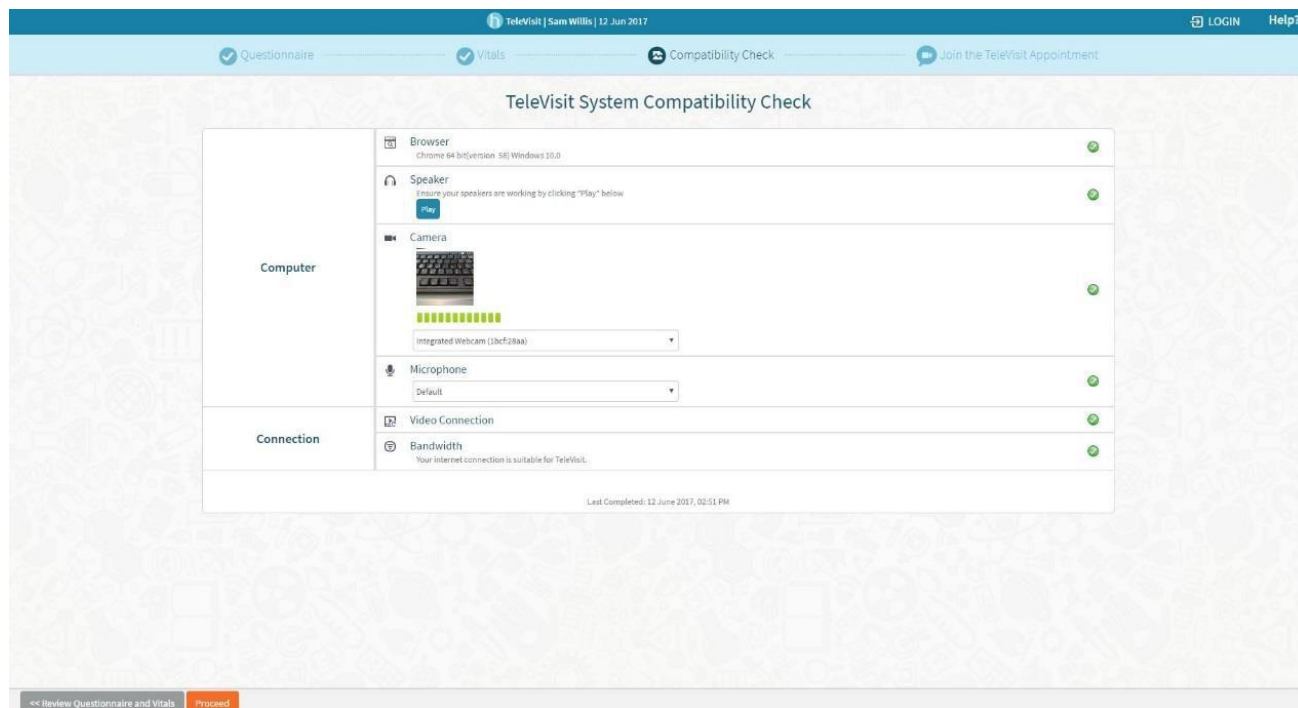 TeleVisit | Sam Willis | 12 Jun 2017
LOGIN
Help?
Questionnaire
Vitals
Compatibility Check
Join the TeleVisit Appointment
TeleVisit System Compatibility Check
Computer
Browser
Chrome 64 bit(version 58) Windows 10.0
Speaker
Ensure your speakers are working by clicking "Play" below
Play
Camera
Integrated Webcam (1bcf:28aa)
Microphone
Default
Connection
Video Connection
Bandwidth
Your internet connection is suitable for TeleVisit.
Last Completed: 12 June 2017, 02:51 PM
<< Review Questionnaire and Vitals
Proceed